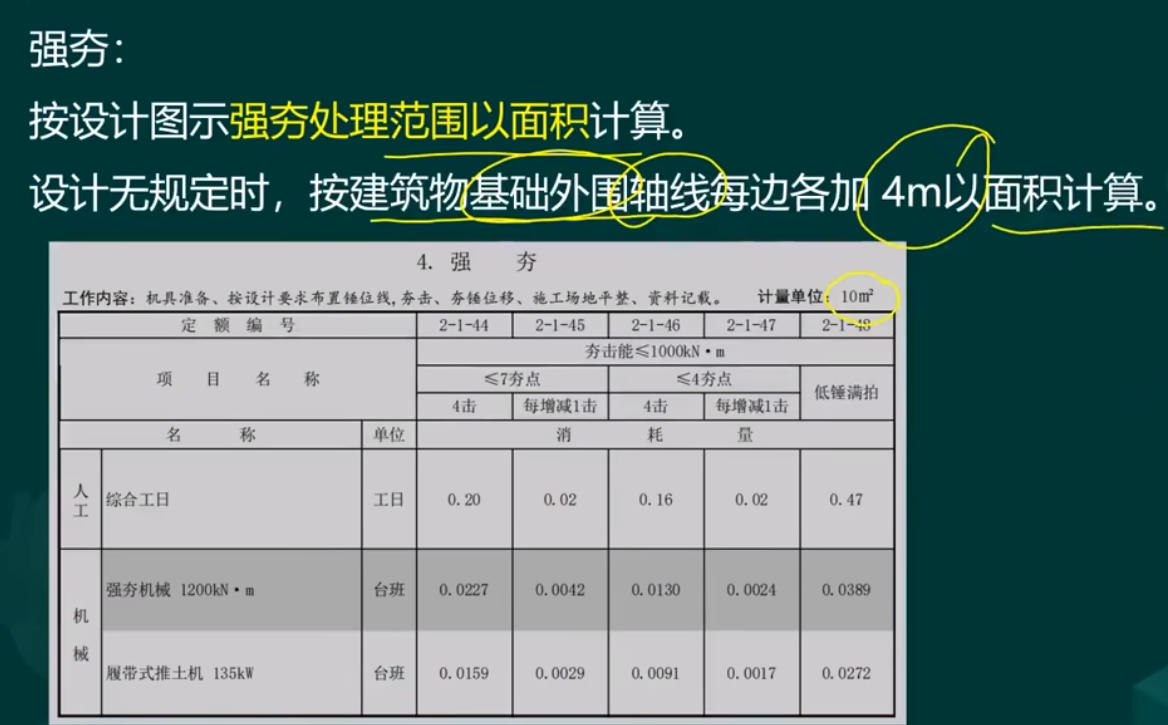 强夯：
按设计图示强夯处理范围以面积计算。
设计无规定时，按建筑物基础外围轴线每边各加 4m以面积计算。
4. 强 夯
工作内容：机具准备、按设计要求布置锤位线,夯击、夯锤位移、施工场地平整、资料记载。 计量单位：10m²
定 额 编 号 2-1-44 2-1-45 2-1-46 2-1-47 2-1-48
夯击能≤1000kN·m
项 目 名 称 ≤7夯点 ≤4夯点 低锤满拍
4击 每增减1击 4击 每增减1击
名 称 单位 消 耗 量
人工 综合工日 工日 0.20 0.02 0.16 0.02 0.47
机械 强夯机械 1200kN·m 台班 0.0227 0.0042 0.0130 0.0024 0.0389
履带式推土机 135kW 台班 0.0159 0.0029 0.0091 0.0017 0.0272